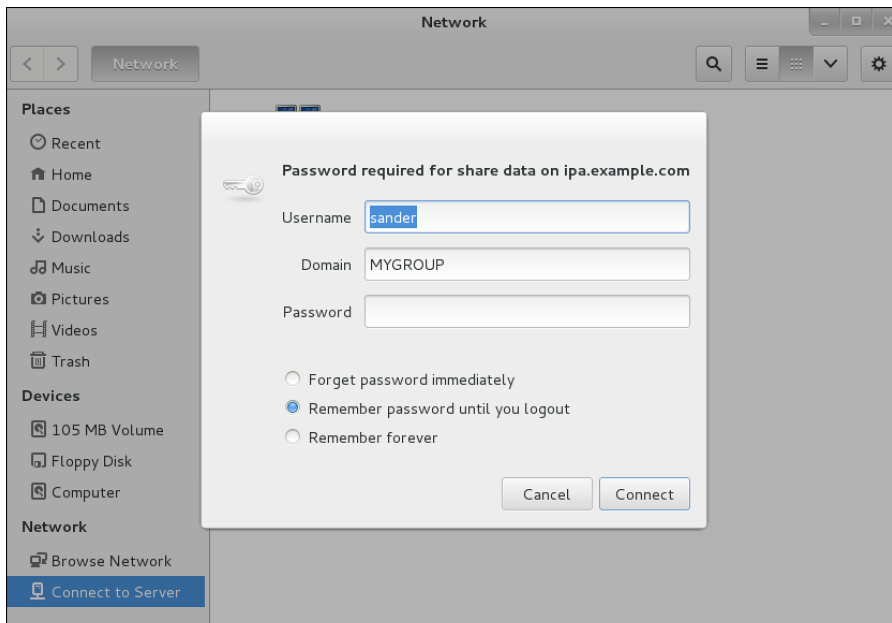 Network
Network
Places
Recent
Home
Documents
Downloads
Music
Pictures
Videos
Trash
Devices
105 MB Volume
Floppy Disk
Computer
Network
Browse Network
Connect to Server
Password required for share data on ipa.example.com
Username sander
Domain MYGROUP
Password
Forget password immediately
Remember password until you logout
Remember forever
Cancel Connect